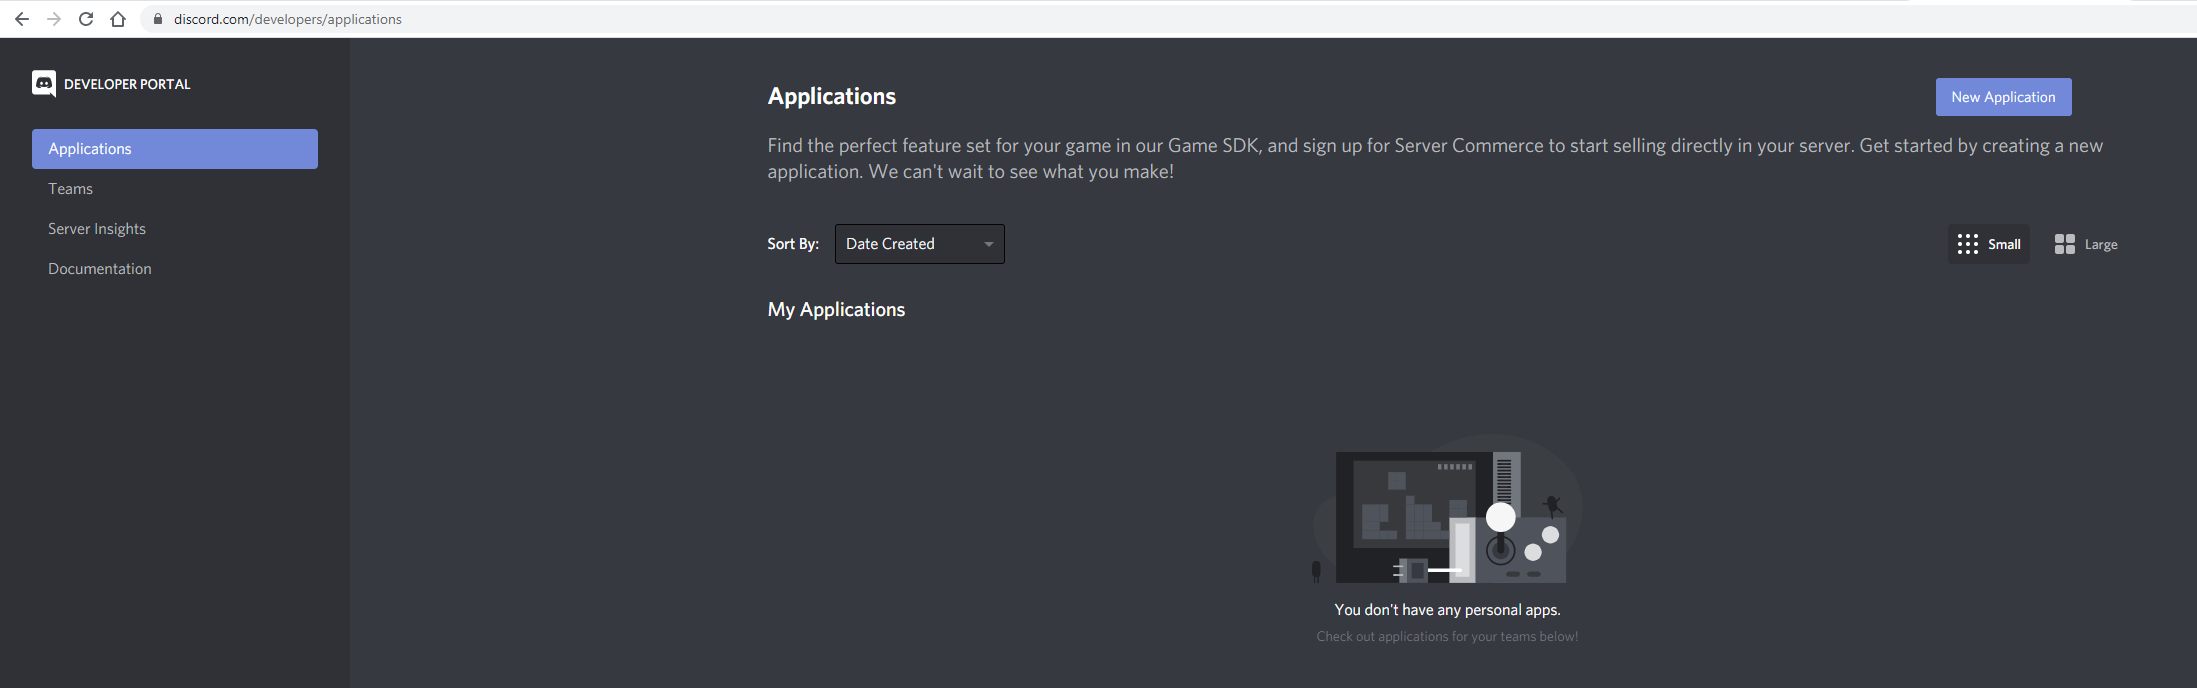 discord.com/developers/applications
DEVELOPER PORTAL
Applications
Teams
Server Insights
Documentation
Applications
New Application
Find the perfect feature set for your game in our Game SDK, and sign up for Server Commerce to start selling directly in your server. Get started by creating a new
application. We can't wait to see what you make!
Sort By: Date Created
Small Large
My Applications
You don't have any personal apps.
Check out applications for your teams below!